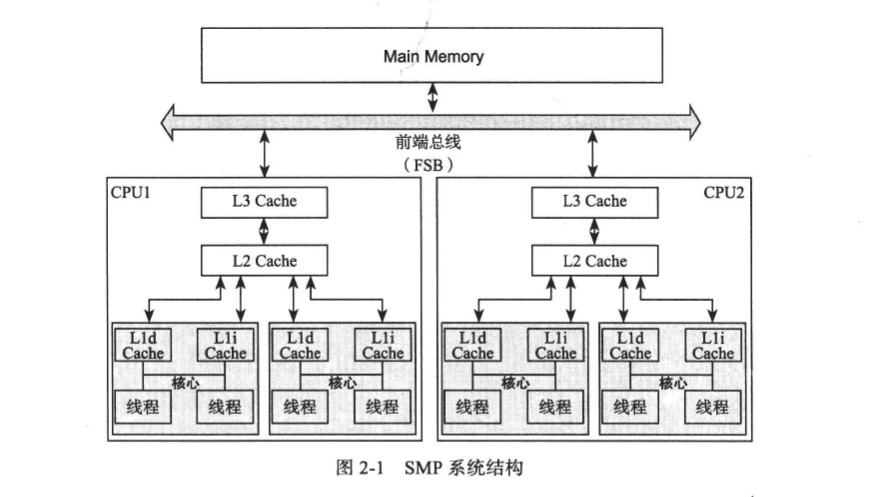 Main Memory
前端总线
（FSB）
CPU1
L3 Cache
L2 Cache
L1d
Cache
L1i
Cache
核心
线程
线程
L1d
Cache
L1i
Cache
核心
线程
线程
CPU2
L3 Cache
L2 Cache
L1d
Cache
L1i
Cache
核心
线程
线程
L1d
Cache
L1i
Cache
核心
线程
线程
图 2-1 SMP 系统结构